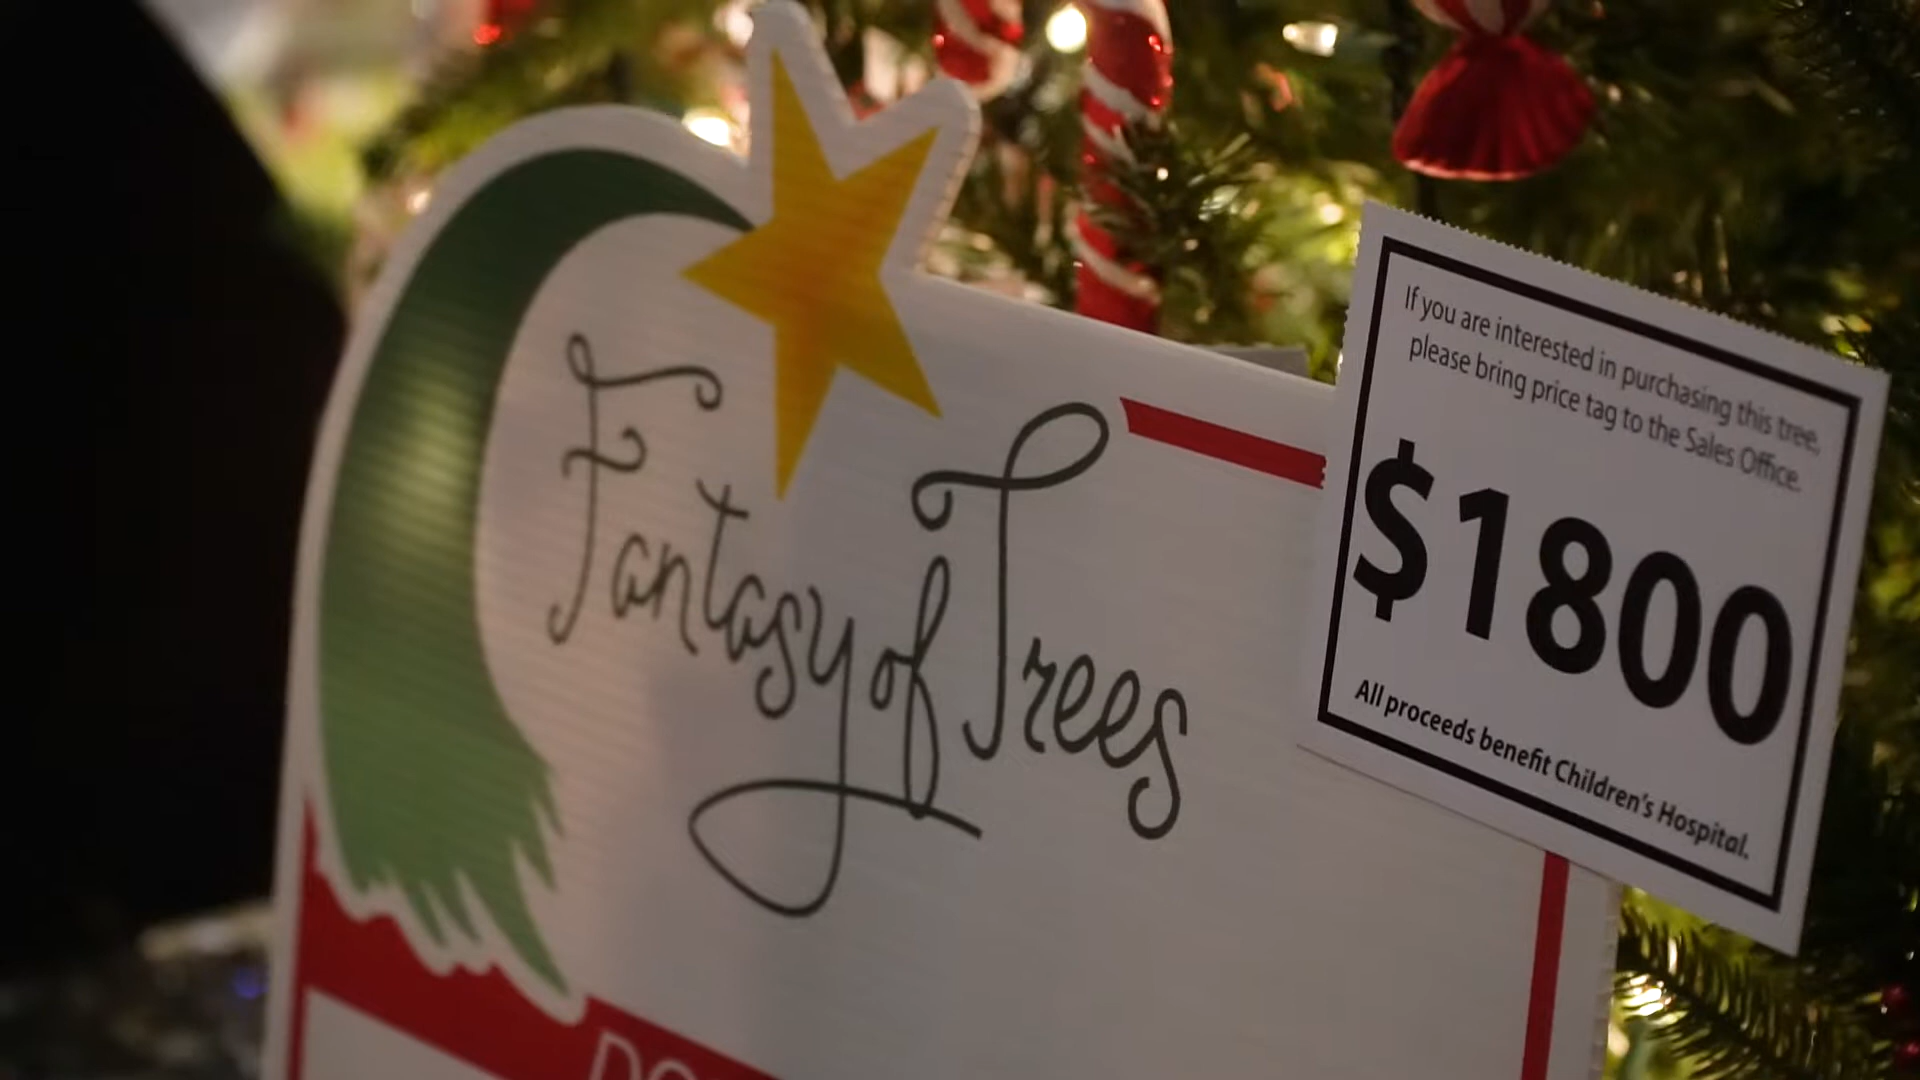 Fantasy of Trees
If you are interested in purchasing this tree,
please bring price tag to the Sales Office.
$1800
All proceeds benefit Children's Hospital.